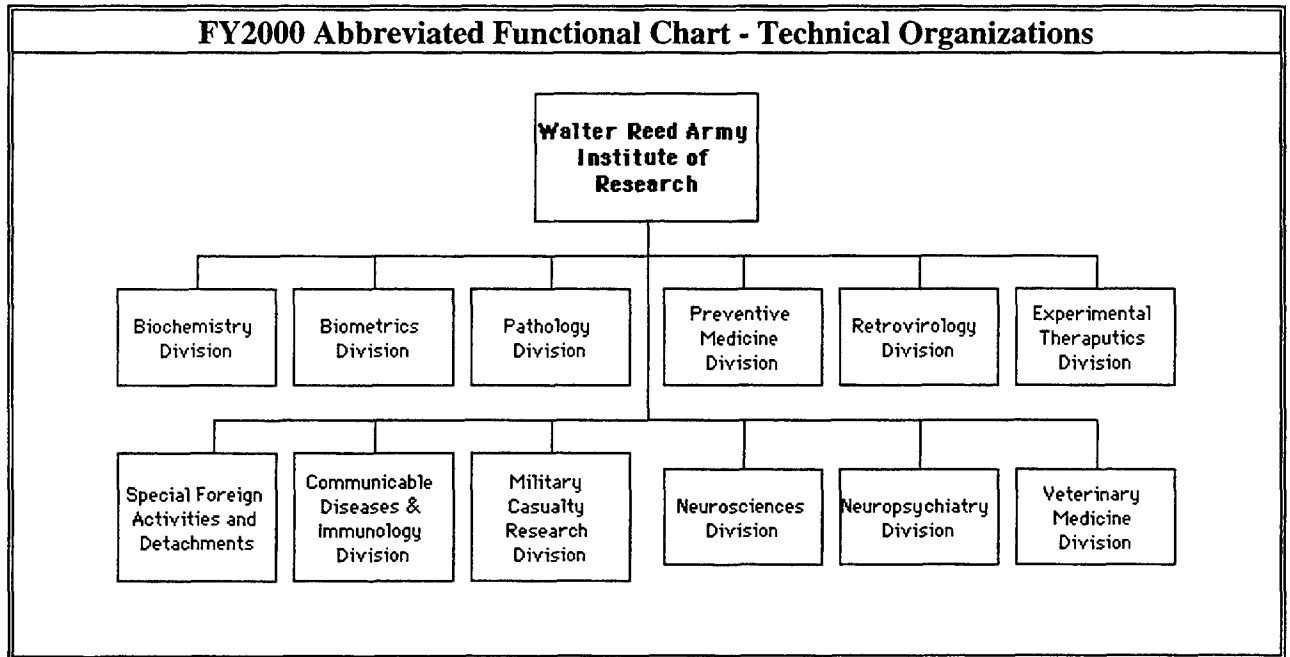 FY2000 Abbreviated Functional Chart - Technical Organizations
Walter Reed Army
Institute of
Research
Biochemistry
Division
Biometrics
Division
Pathology
Division
Preventive
Medicine
Division
Retrovirology
Division
Experimental
Theraputics
Division
Special Foreign
Activities and
Detachments
Communicable
Diseases &
Immunology
Division
Military
Casualty
Research
Division
Neurosciences
Division
Neuropsychiatry
Division
Veterinary
Medicine
Division